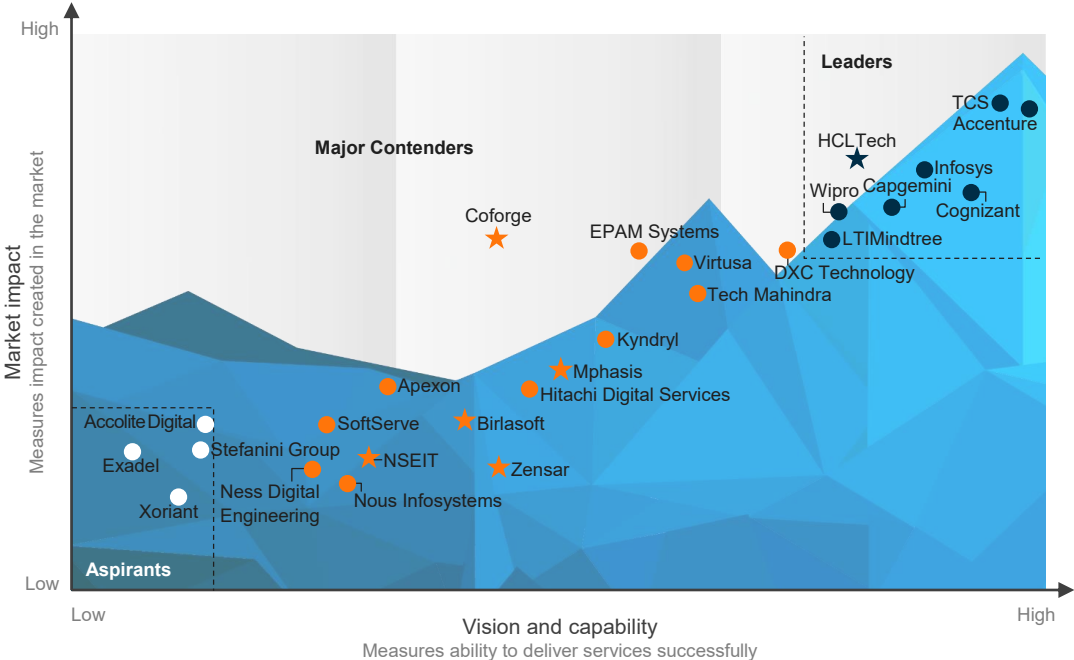 High
Leaders
TCS
Accenture
HCLTech
Major Contenders
Infosys
Wipro
Capgemini
Cognizant
Coforge
EPAM Systems
LTIMindtree
Virtusa
DXC Technology
Tech Mahindra
Kyndryl
Mphasis
Apexon
Hitachi Digital Services
Accolite Digital
SoftServe
Birlasoft
Stefanini Group
Exadel
NSEIT
Zensar
Ness Digital
Engineering
Nous Infosystems
Xoriant
Aspirants
Low
Market impact
Measures impact created in the market
Low
High
Vision and capability
Measures ability to deliver services successfully